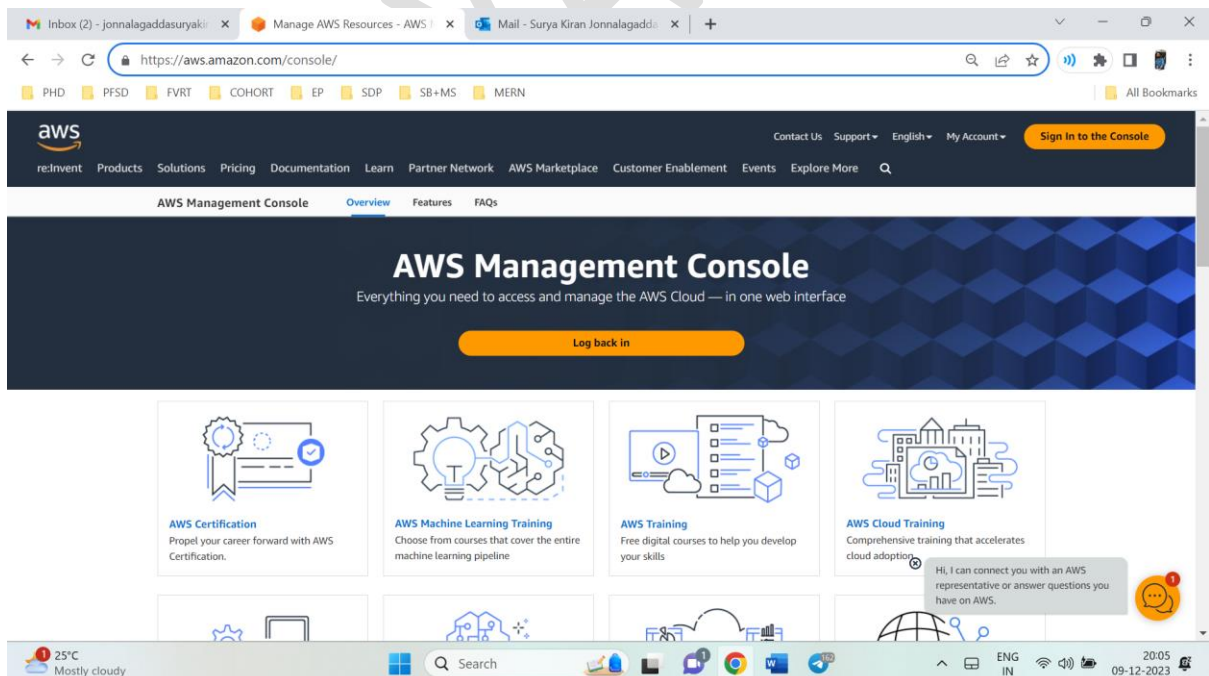 Inbox (2) - jonnalagaddasuryakir
Manage AWS Resources - AWS
Mail - Surya Kiran Jonnalagadda
https://aws.amazon.com/console/
PHD PFSD FVRT COHORT EP SDP SB+MS MERN All Bookmarks
aws
Contact Us Support English My Account Sign In to the Console
re:Invent Products Solutions Pricing Documentation Learn Partner Network AWS Marketplace Customer Enablement Events Explore More
AWS Management Console Overview Features FAQs
AWS Management Console
Everything you need to access and manage the AWS Cloud — in one web interface
Log back in
AWS Certification
Propel your career forward with AWS
Certification.
AWS Machine Learning Training
Choose from courses that cover the entire
machine learning pipeline
AWS Training
Free digital courses to help you develop
your skills
AWS Cloud Training
Comprehensive training that accelerates
cloud adoption
Hi, I can connect you with an AWS
representative or answer questions you
have on AWS.
1
1
25°C
Mostly cloudy
Search
1
ENG
IN
20:05
09-12-2023